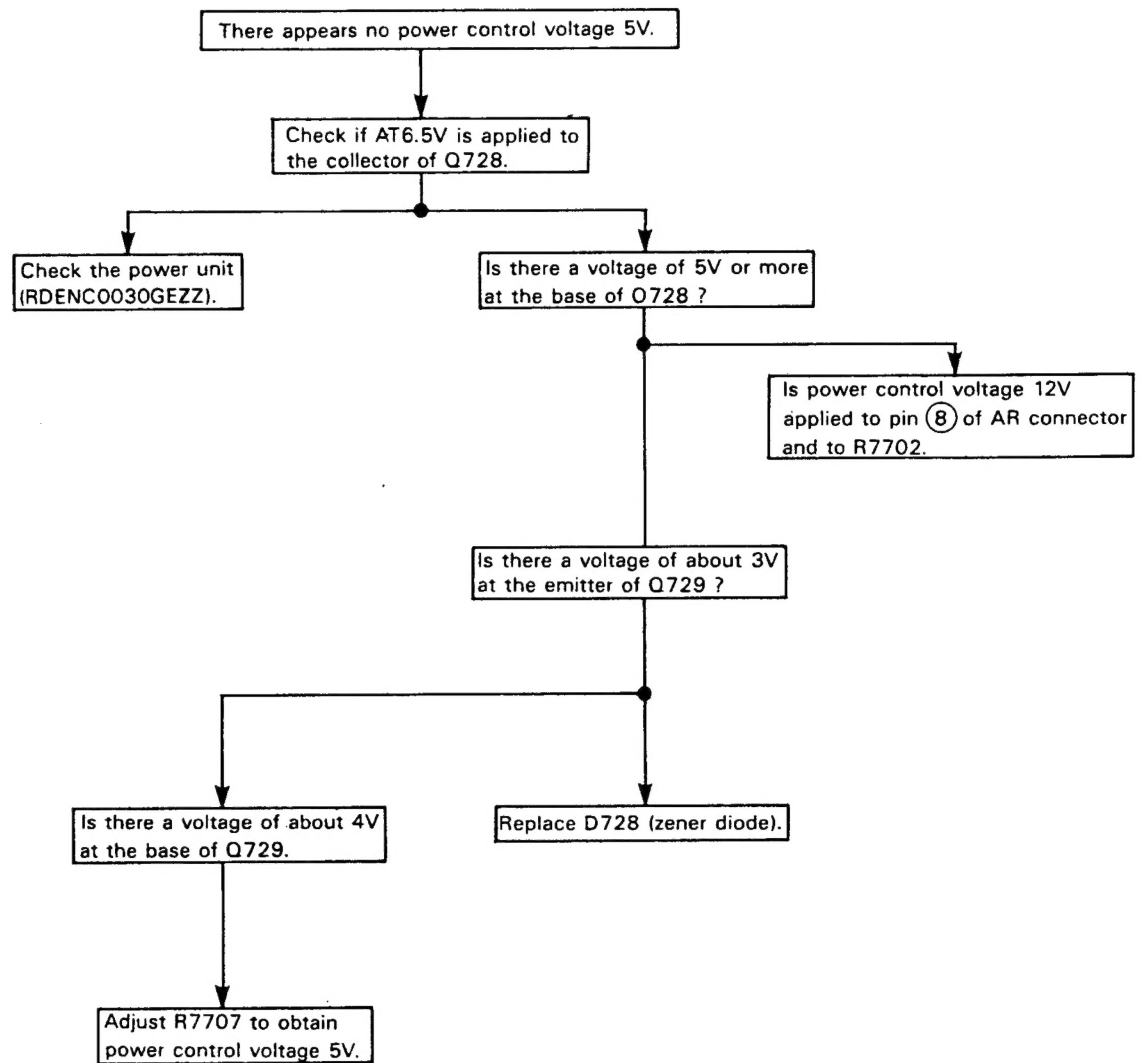 There appears no power control voltage 5V.
Check if AT6.5V is applied to
the collector of Q728.
Check the power unit
(RDENC0030GEZZ).
Is there a voltage of 5V or more
at the base of Q728 ?
Is power control voltage 12V
applied to pin ⑧ of AR connector
and to R7702.
Is there a voltage of about 3V
at the emitter of Q729 ?
Is there a voltage of about 4V
at the base of Q729.
Replace D728 (zener diode).
Adjust R7707 to obtain
power control voltage 5V.